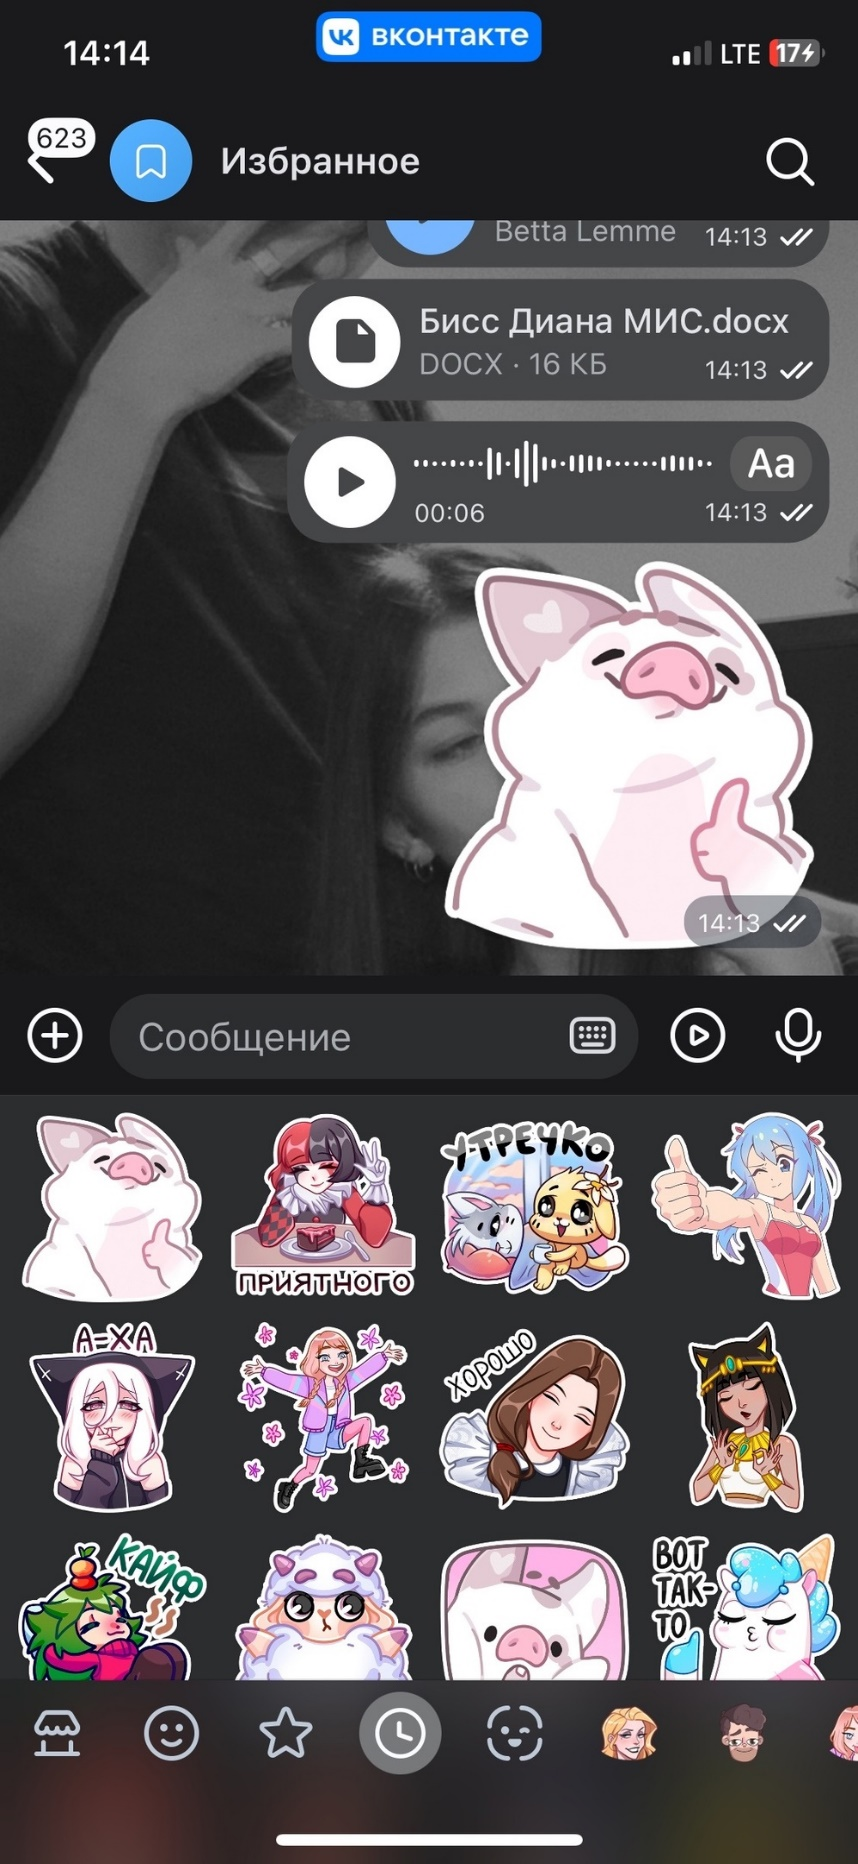 14:14
вконтакте
LTE 17
623
Избранное
Betta Lemme 14:13
Бисс Диана МИС.docx
DOCX · 16 КБ 14:13
Aa
00:06 14:13
14:13
Сообщение
УТРЕЧКО
ПРИЯТНОГО
А=ХА
ХОРОШО
КАЙФ
ВОТ
ТАК-
ТО